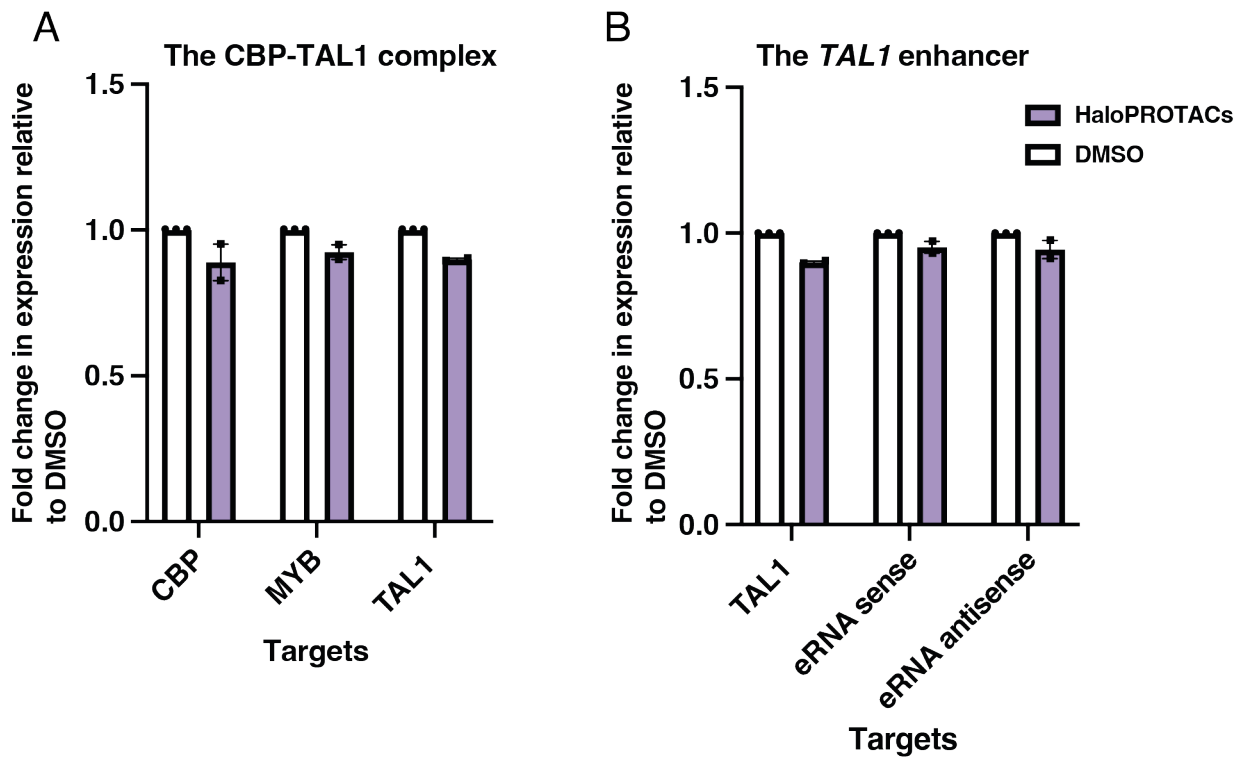 A
The CBP-TAL1 complex
Fold change in expression relative
to DMSO
1.5
1.0
0.5
0.0
CBP
MYB
TAL1
Targets
B
The TAL1 enhancer
Fold change in expression relative
to DMSO
1.5
1.0
0.5
0.0
HaloPROTACs
DMSO
TAL1
eRNA sense
eRNA antisense
Targets